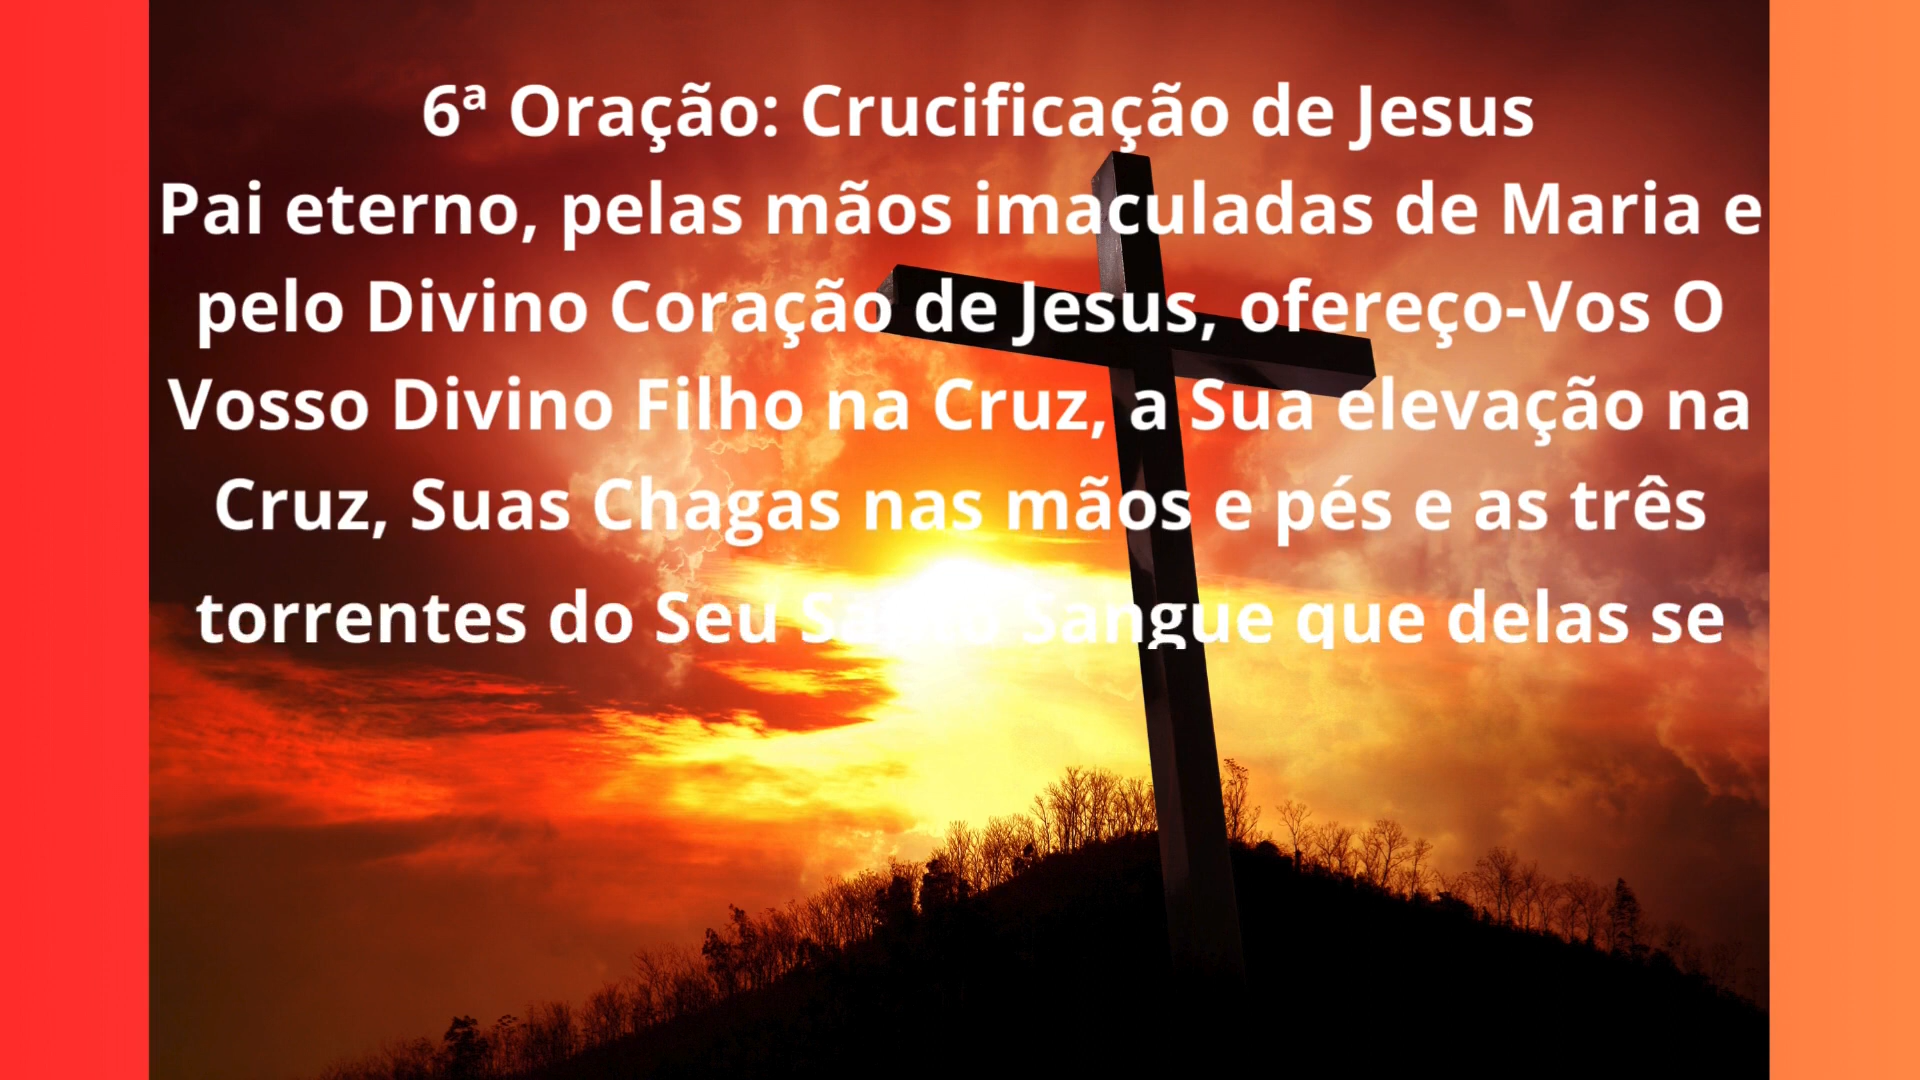 6ª Oração: Crucificação de Jesus
Pai eterno, pelas mãos imaculadas de Maria e
pelo Divino Coração de Jesus, ofereço-Vos O
Vosso Divino Filho na Cruz, a Sua elevação na
Cruz, Suas Chagas nas mãos e pés e as três
torrentes do Seu Santo Sangue que delas se